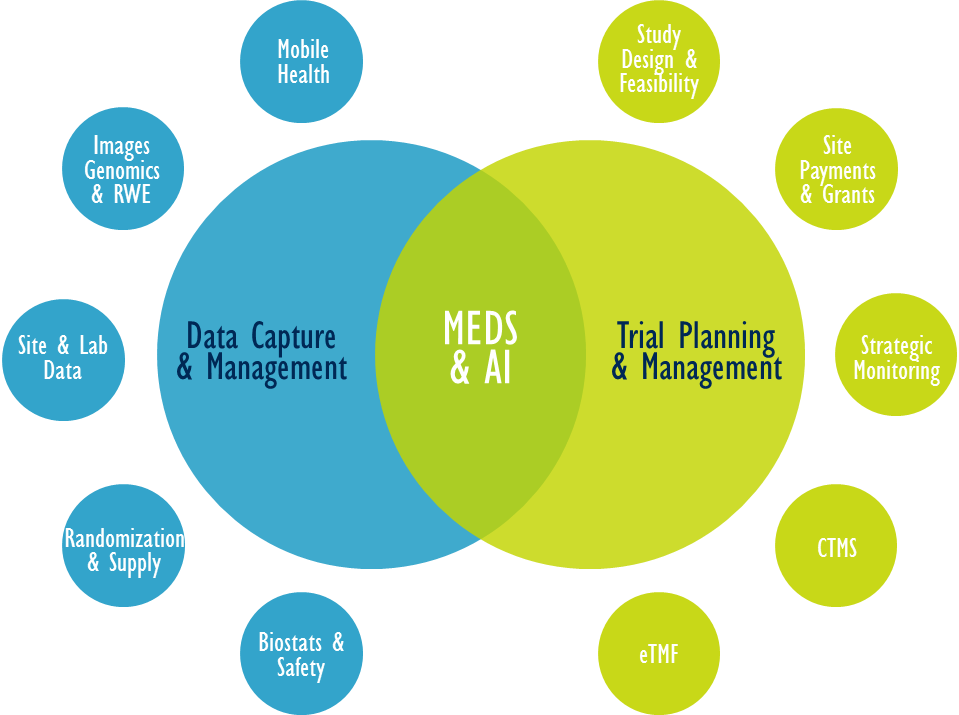 Mobile
Health
Study
Design &
Feasibility
Images
Genomics
& RWE
Site
Payments
& Grants
Data Capture
& Management
MEDS
& AI
Trial Planning
& Management
Site & Lab
Data
Strategic
Monitoring
Randomization
& Supply
CTMS
Biostats &
Safety
eTMF